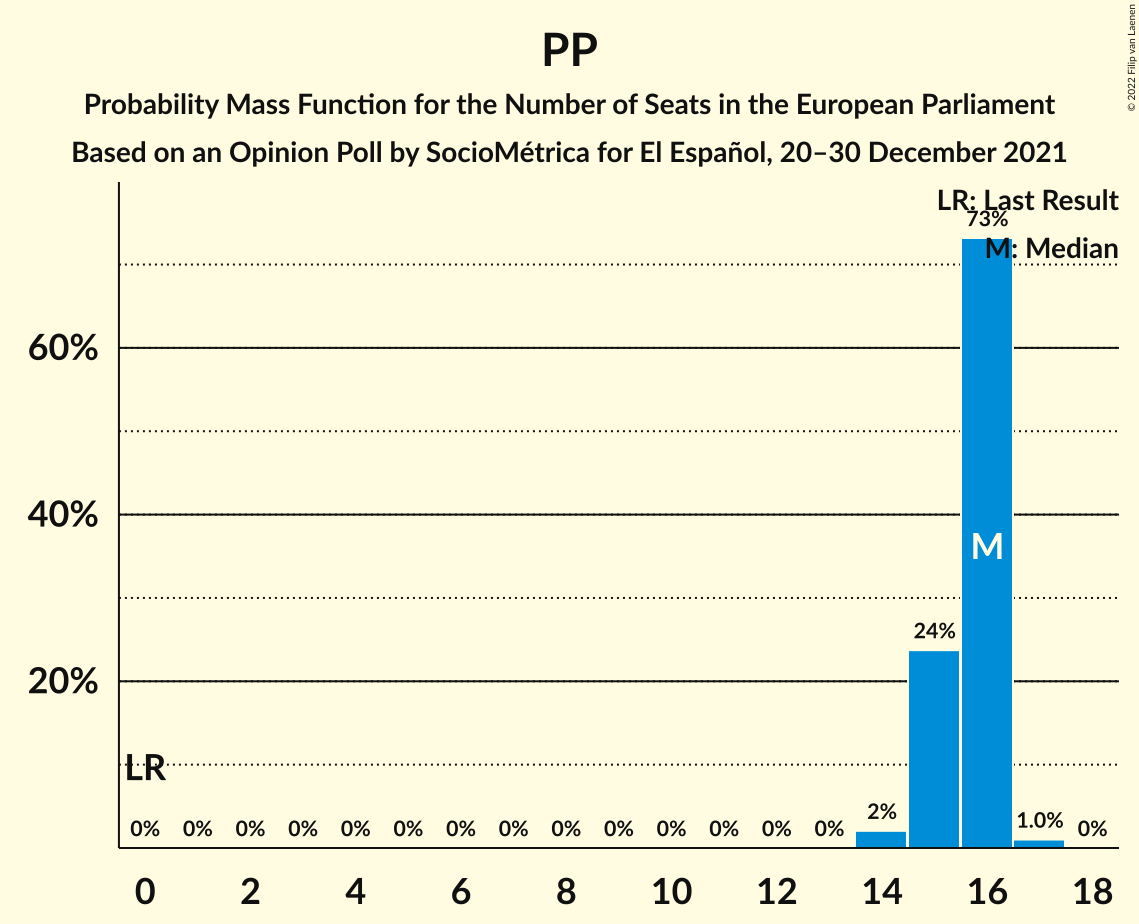 PP
Probability Mass Function for the Number of Seats in the European Parliament
Based on an Opinion Poll by SocioMétrica for El Español, 20–30 December 2021
© 2022 Filip van Laenen
LR: Last Result
73%
M: Median
60%
40%
M
24%
20%
LR
2%
1.0%
0% 0% 0% 0% 0% 0% 0% 0% 0% 0% 0% 0% 0% 0% 0%
0 2 4 6 8 10 12 14 16 18